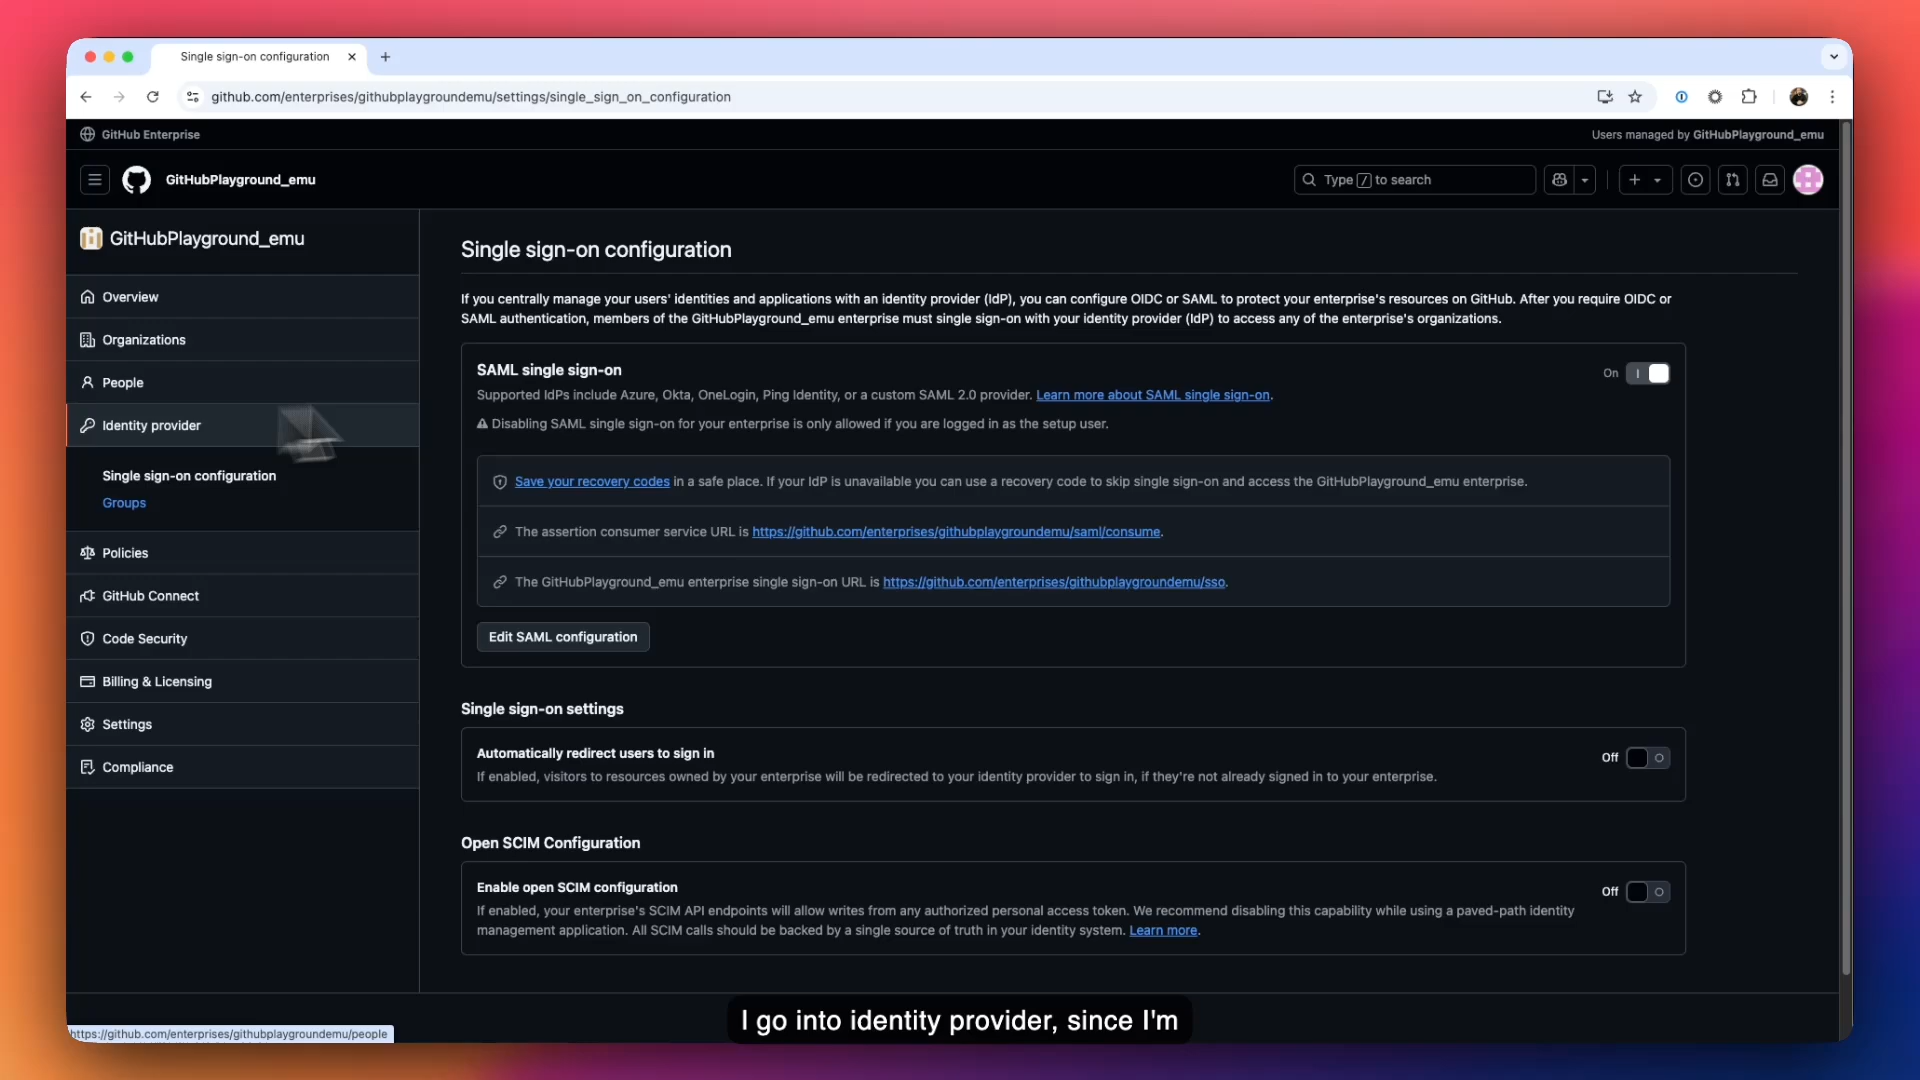 Single sign-on configuration
github.com/enterprises/githubplaygroundemu/settings/single_sign_on_configuration
GitHub Enterprise
Users managed by GitHubPlayground_emu
GitHubPlayground_emu
Type / to search
GitHubPlayground_emu
Overview
Organizations
People
Identity provider
Single sign-on configuration
Groups
Policies
GitHub Connect
Code Security
Billing & Licensing
Settings
Compliance
Single sign-on configuration
If you centrally manage your users' identities and applications with an identity provider (IdP), you can configure OIDC or SAML to protect your enterprise's resources on GitHub. After you require OIDC or
SAML authentication, members of the GitHubPlayground_emu enterprise must single sign-on with your identity provider (IdP) to access any of the enterprise's organizations.
SAML single sign-on
On
Supported IdPs include Azure, Okta, OneLogin, Ping Identity, or a custom SAML 2.0 provider. Learn more about SAML single sign-on.
Disabling SAML single sign-on for your enterprise is only allowed if you are logged in as the setup user.
Save your recovery codes in a safe place. If your IdP is unavailable you can use a recovery code to skip single sign-on and access the GitHubPlayground_emu enterprise.
The assertion consumer service URL is https://github.com/enterprises/githubplaygroundemu/saml/consume.
The GitHubPlayground_emu enterprise single sign-on URL is https://github.com/enterprises/githubplaygroundemu/sso.
Edit SAML configuration
Single sign-on settings
Automatically redirect users to sign in
Off
If enabled, visitors to resources owned by your enterprise will be redirected to your identity provider to sign in, if they're not already signed in to your enterprise.
Open SCIM Configuration
Enable open SCIM configuration
Off
If enabled, your enterprise's SCIM API endpoints will allow writes from any authorized personal access token. We recommend disabling this capability while using a paved-path identity
management application. All SCIM calls should be backed by a single source of truth in your identity system. Learn more.
I go into identity provider, since I'm
https://github.com/enterprises/githubplaygroundemu/people